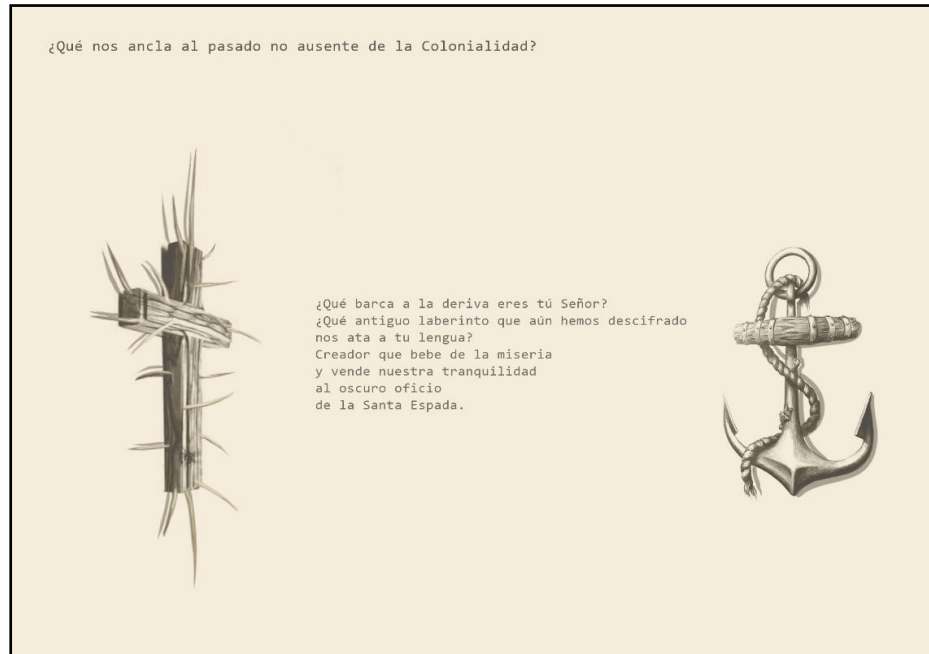 ¿Qué nos ancla al pasado no ausente de la Colonialidad?
¿Qué barca a la deriva eres tú Señor?
¿Qué antiguo laberinto que aún hemos descifrado
nos ata a tu lengua?
Creador que bebe de la miseria
y vende nuestra tranquilidad
al oscuro oficio
de la Santa Espada.